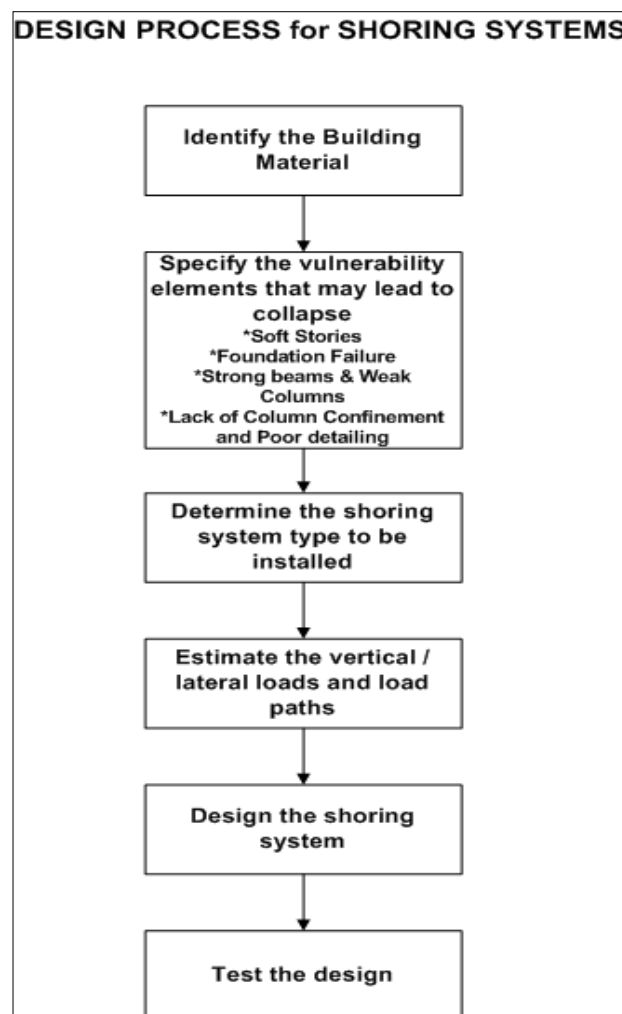 DESIGN PROCESS for SHORING SYSTEMS
Identify the Building
Material
Specify the vulnerability
elements that may lead to
collapse
*Soft Stories
*Foundation Failure
*Strong beams & Weak
Columns
*Lack of Column Confinement
and Poor detailing
Determine the shoring
system type to be
installed
Estimate the vertical /
lateral loads and load
paths
Design the shoring
system
Test the design